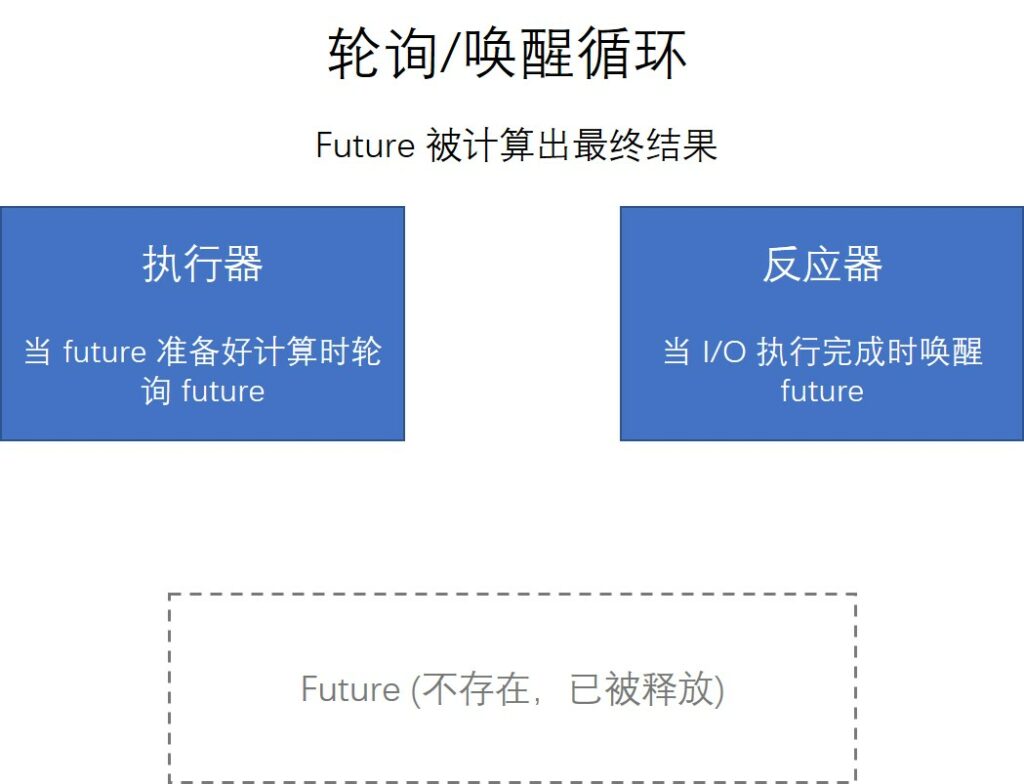 轮询/唤醒循环
Future 被计算出最终结果
执行器
当 future 准备好计算时轮
询 future
反应器
当 I/O 执行完成时唤醒
future
Future (不存在，已被释放)